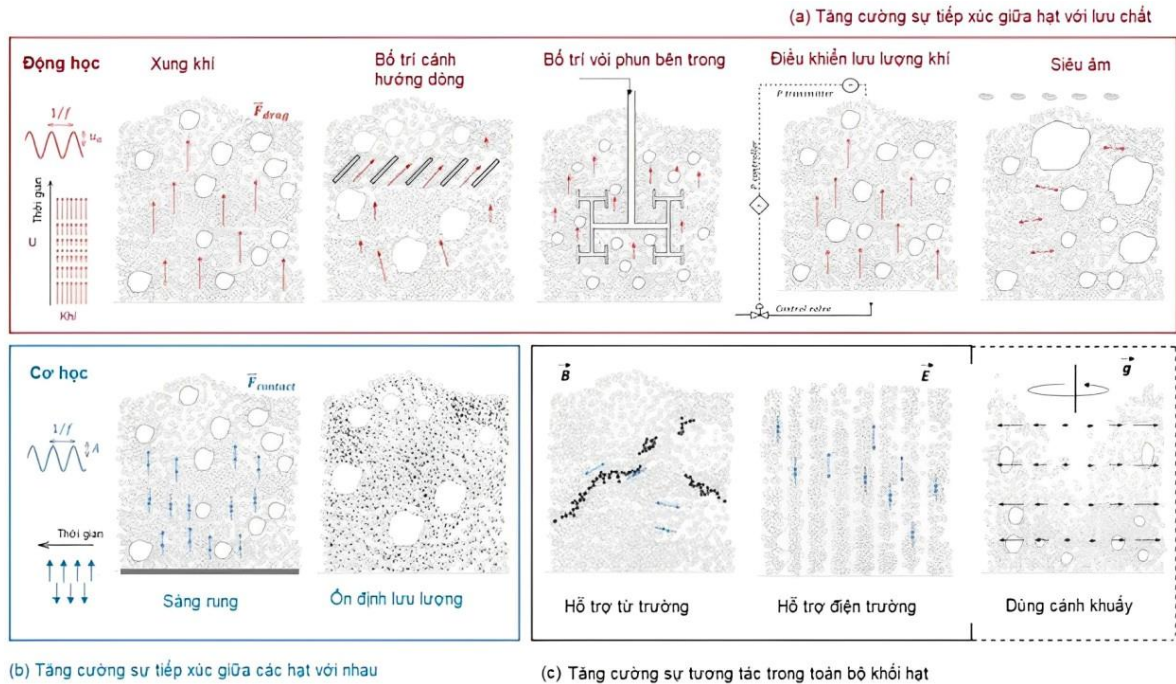 (a) Tăng cường sự tiếp xúc giữa hạt với lưu chất
Động học
Xung khí
Bố trí cánh
hướng dòng
Bố trí vòi phun bên trong
Điều khiển lưu lượng khí
Siêu âm
1/f
u_a
F_drag
P transmitter
P controller
Thời gian
U
Khí
Control valve
Cơ học
F_contact
1/f
A
Thời gian
Sàng rung
Ổn định lưu lượng
B
E
g
Hỗ trợ từ trường
Hỗ trợ điện trường
Dùng cánh khuấy
(b) Tăng cường sự tiếp xúc giữa các hạt với nhau
(c) Tăng cường sự tương tác trong toàn bộ khối hạt